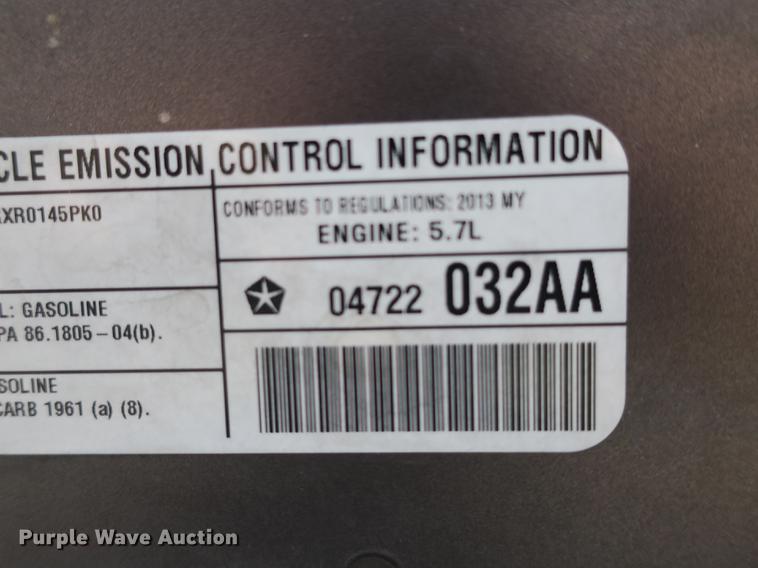 CLE EMISSION CONTROL INFORMATION
XR0145PK0
CONFORMS TO REGULATIONS: 2013 MY
ENGINE: 5.7L
04722 032AA
L: GASOLINE
PA 86.1805-04(b).
SOLINE
CARB 1961 (a) (8).
Purple Wave Auction